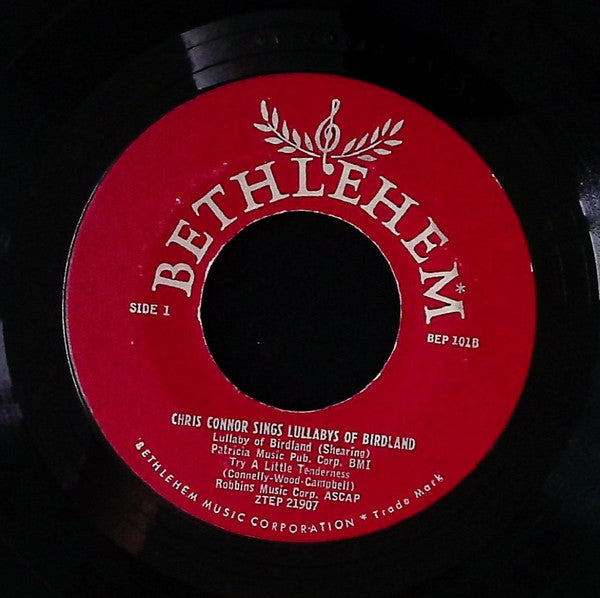 BETHLEHEM*
SIDE 1
BEP 101B
CHRIS CONNOR SINGS LULLABYS OF BIRDLAND
Lullaby of Birdland (Shearing)
Patricia Music Pub. Corp. BMI
Try A Little Tenderness
(Connelly-Wood-Campbell)
Robbins Music Corp. ASCAP
ZTEP 21907
BETHLEHEM MUSIC CORPORATION * Trade Mark